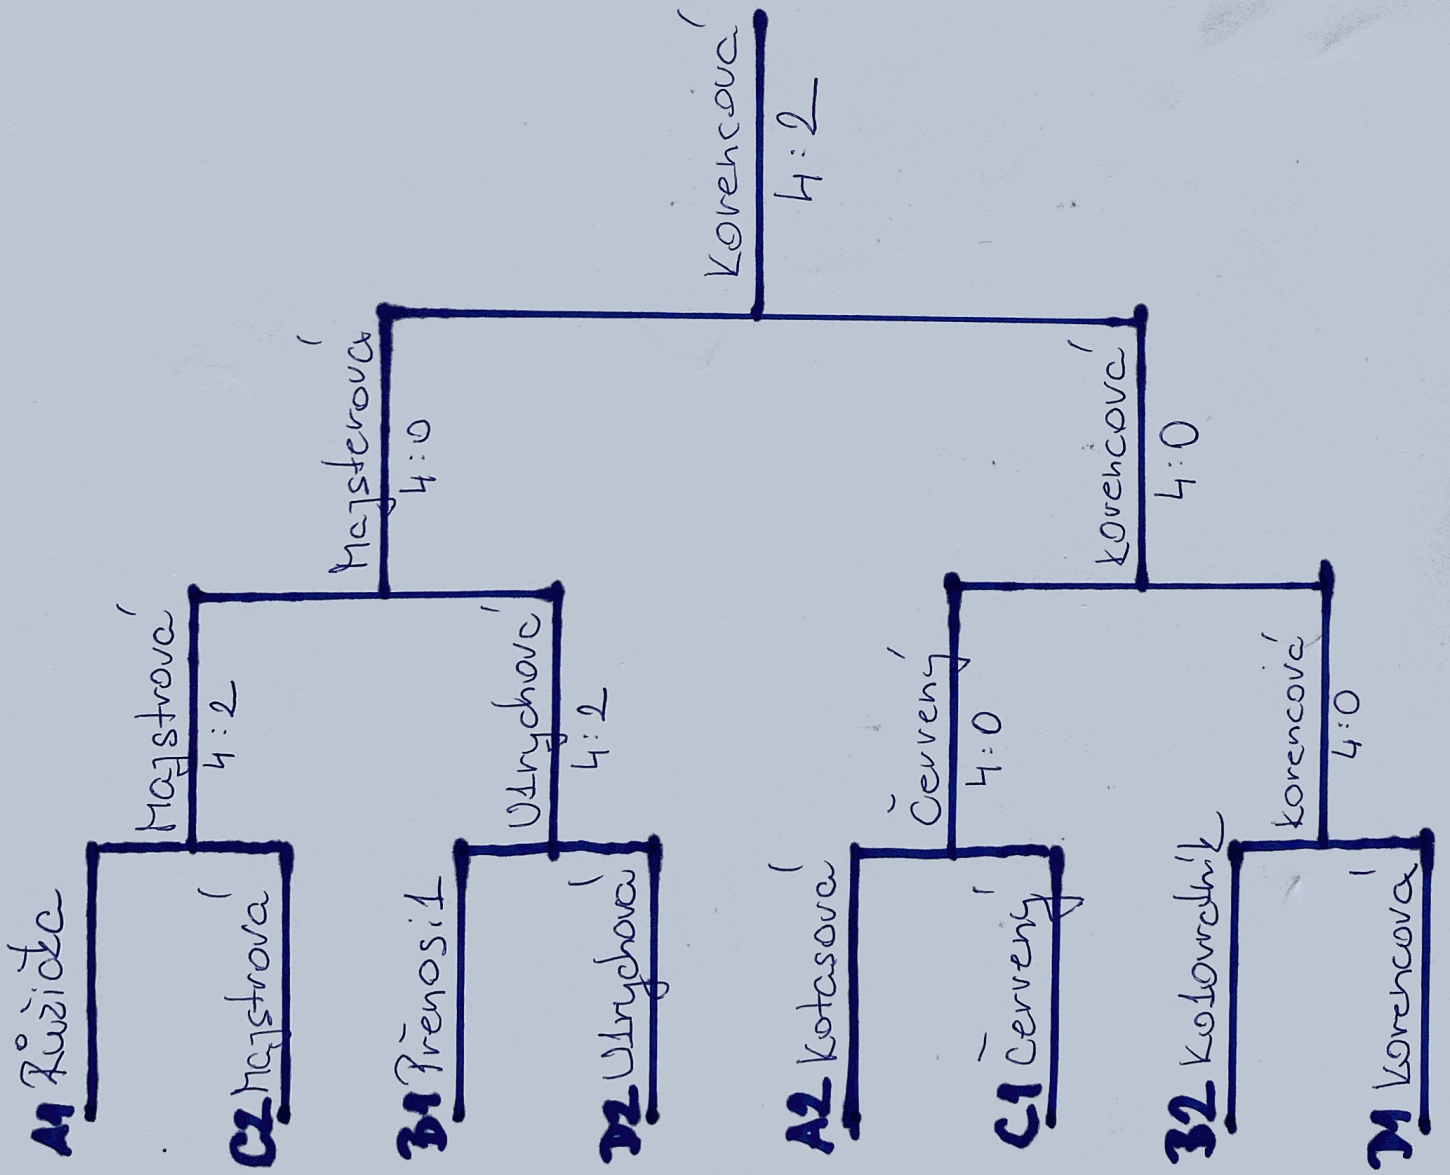 A1 Růžička
C2 Majstrová
B1 Přenosil
D2 Ulrychová
A2 Kotasová
C1 Červený
B2 Kolovratník
D1 Korencová
Majstrová
4:2
Ulrychová
4:2
Červený
4:0
Korencová
4:0
Majsterová
4:0
Korencová
4:0
Korencová
4:2